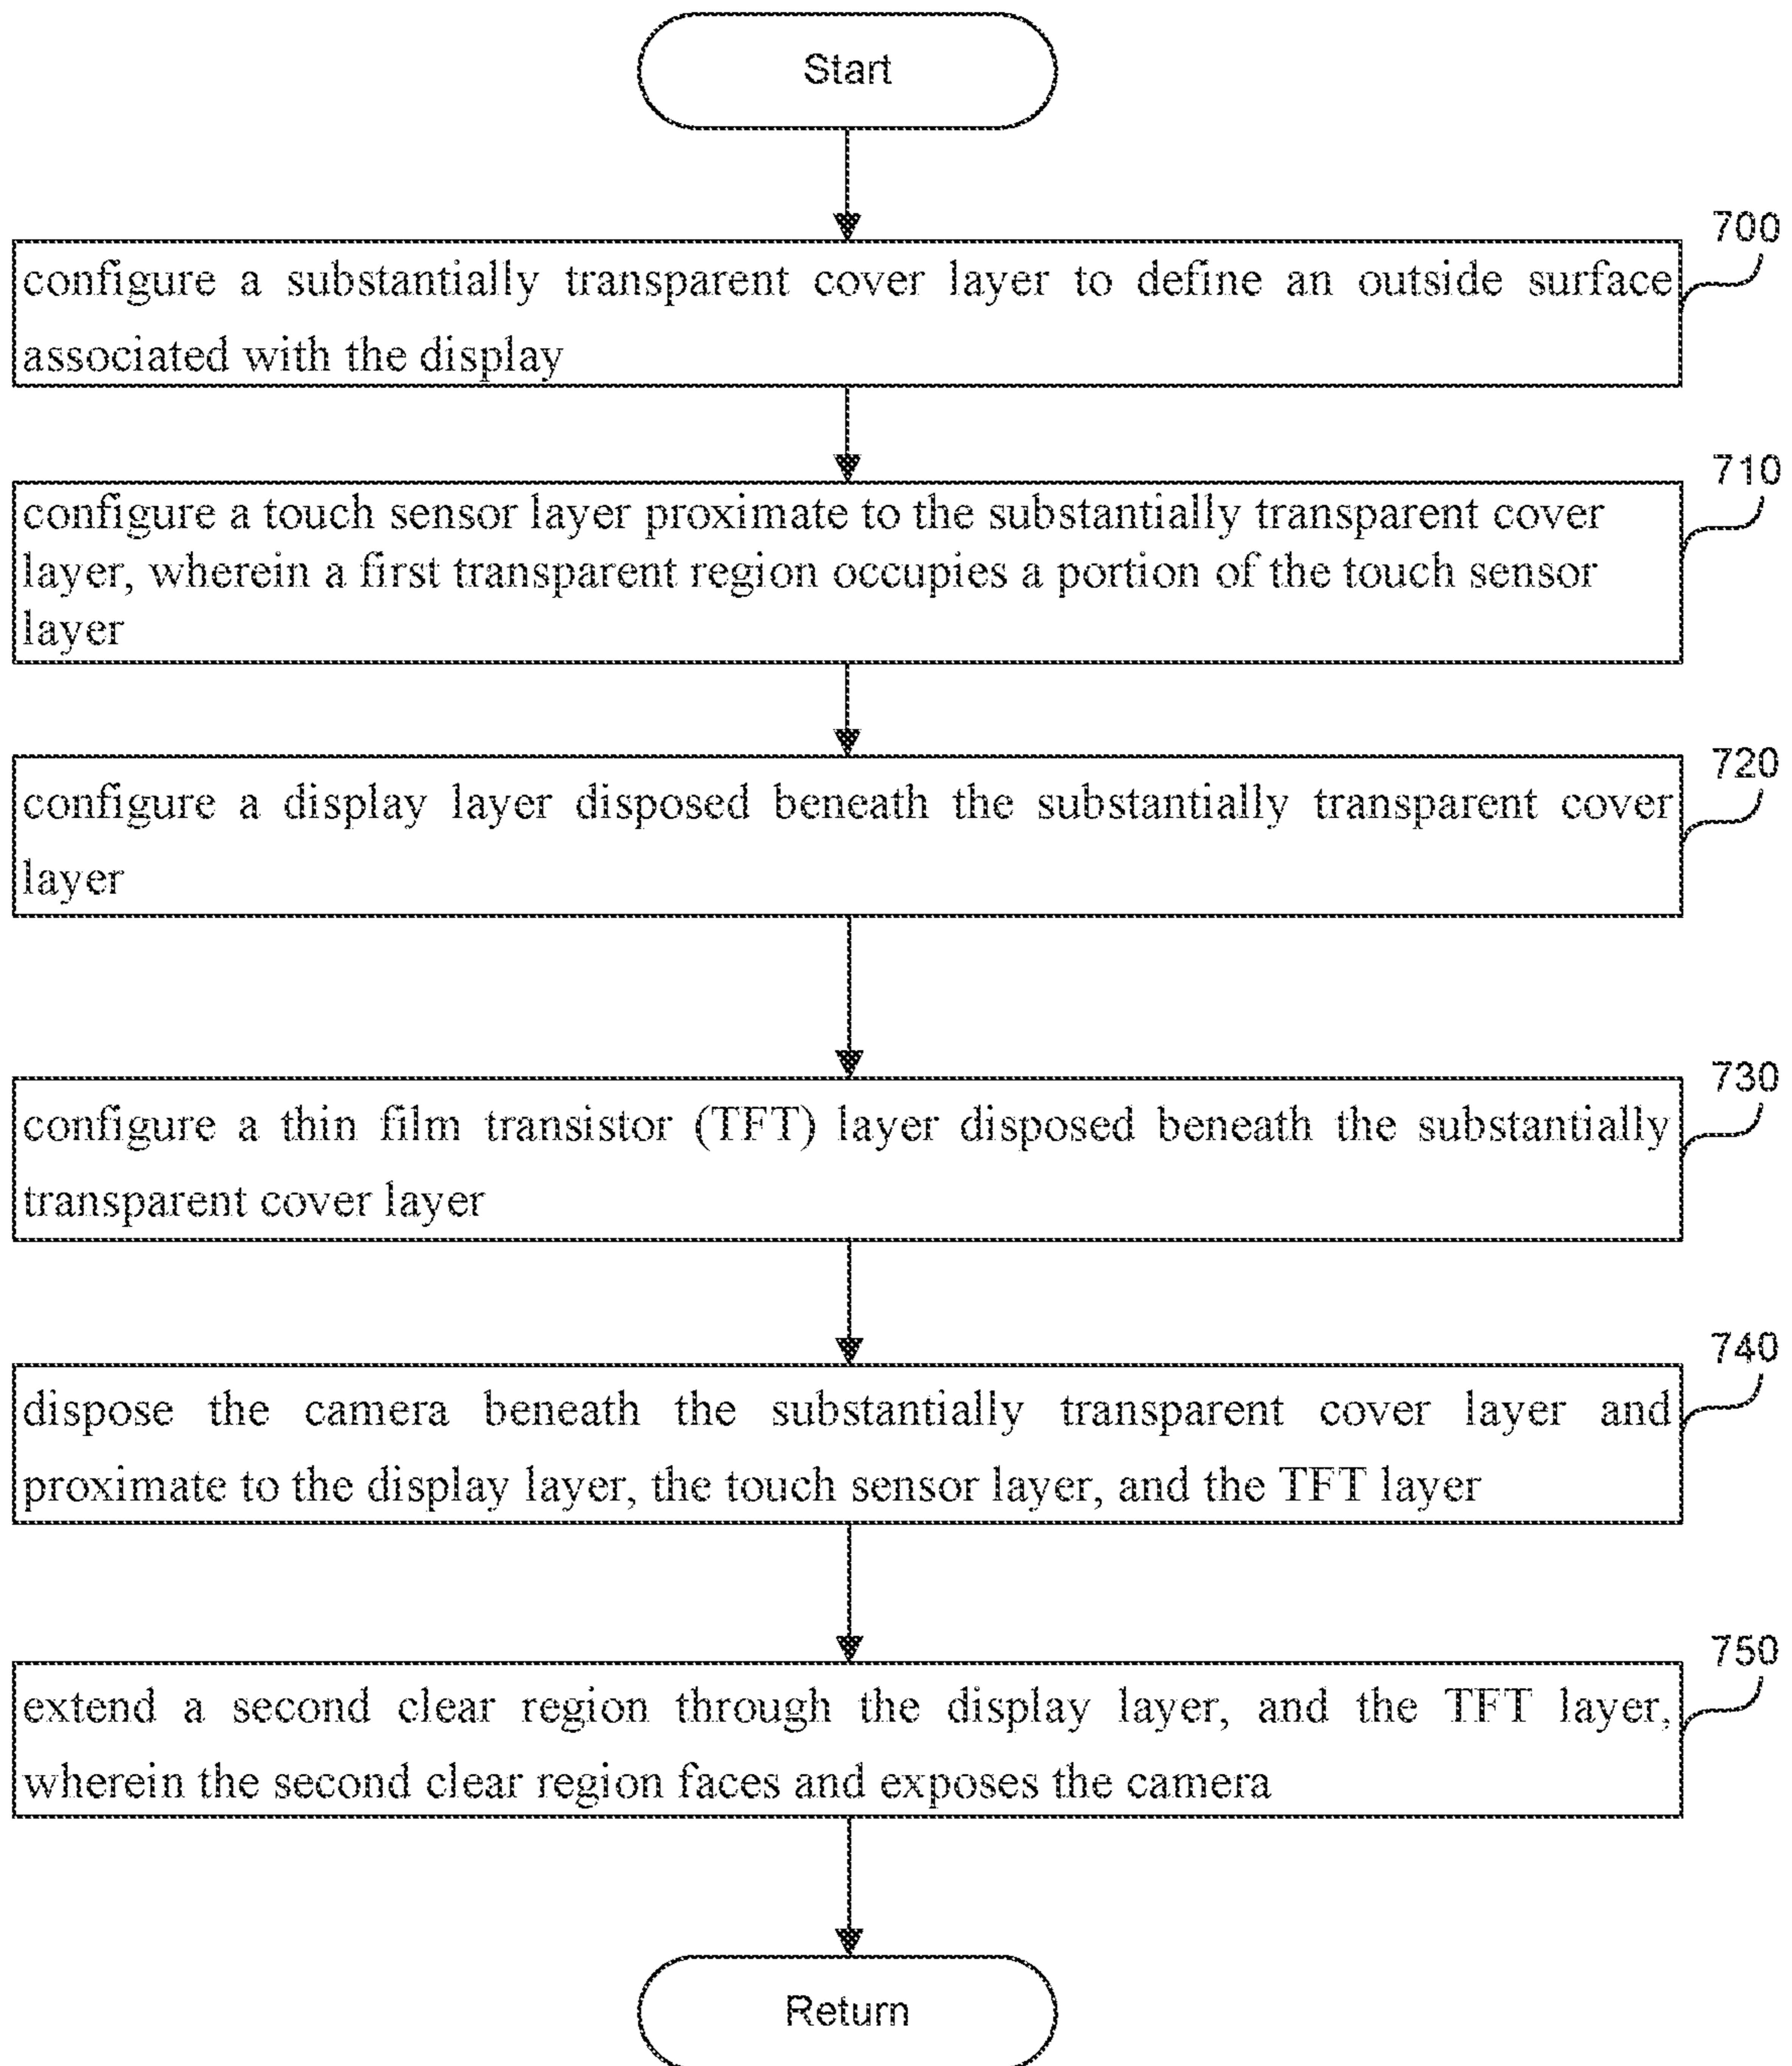 Start
700
configure a substantially transparent cover layer to define an outside surface
associated with the display
710
configure a touch sensor layer proximate to the substantially transparent cover
layer, wherein a first transparent region occupies a portion of the touch sensor
layer
720
configure a display layer disposed beneath the substantially transparent cover
layer
730
configure a thin film transistor (TFT) layer disposed beneath the substantially
transparent cover layer
740
dispose the camera beneath the substantially transparent cover layer and
proximate to the display layer, the touch sensor layer, and the TFT layer
750
extend a second clear region through the display layer, and the TFT layer,
wherein the second clear region faces and exposes the camera
Return